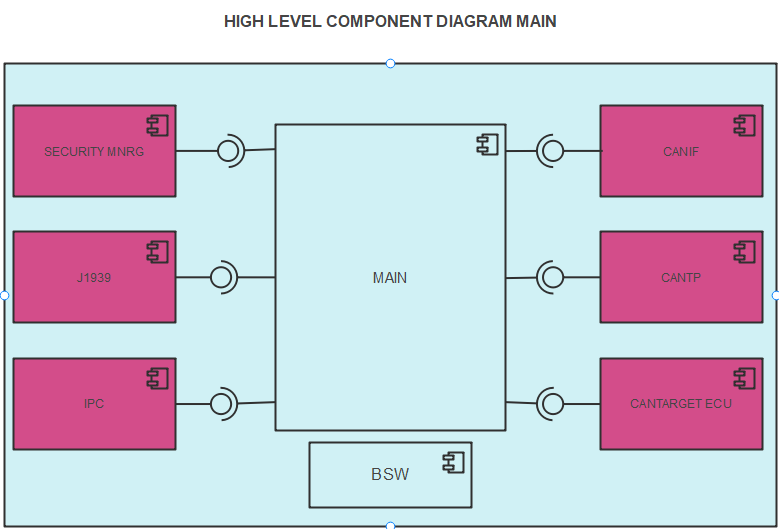 HIGH LEVEL COMPONENT DIAGRAM MAIN
SECURITY MNRG
CANIF
J1939
MAIN
CANTP
IPC
CANTARGET ECU
BSW